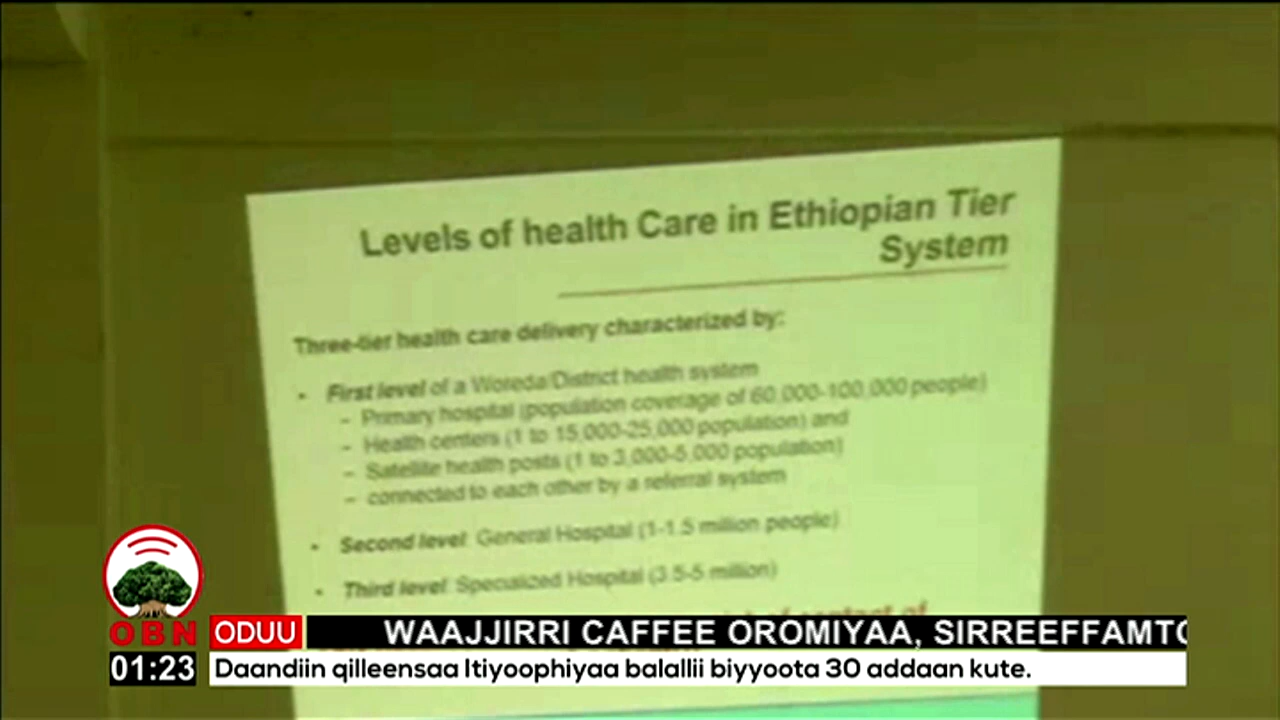 Levels of health Care in Ethiopian Tier
System
Three-tier health care delivery characterized by:
• First level of a Woreda/District health system
– Primary hospital (population coverage of 60,000-100,000 people)
– Health centers (1 to 15,000-25,000 population) and
– Satellite health posts (1 to 3,000-5,000 population)
– connected to each other by a referral system
• Second level: General Hospital (1-1.5 million people)
• Third level: Specialized Hospital (3.5-5 million)
of contact of
OBN
ODUU
WAAJJIRRI CAFFEE OROMIYAA, SIRREEFFAMTO
01:23
Daandiin qilleensaa Itiyoophiyaa balallii biyyoota 30 addaan kute.